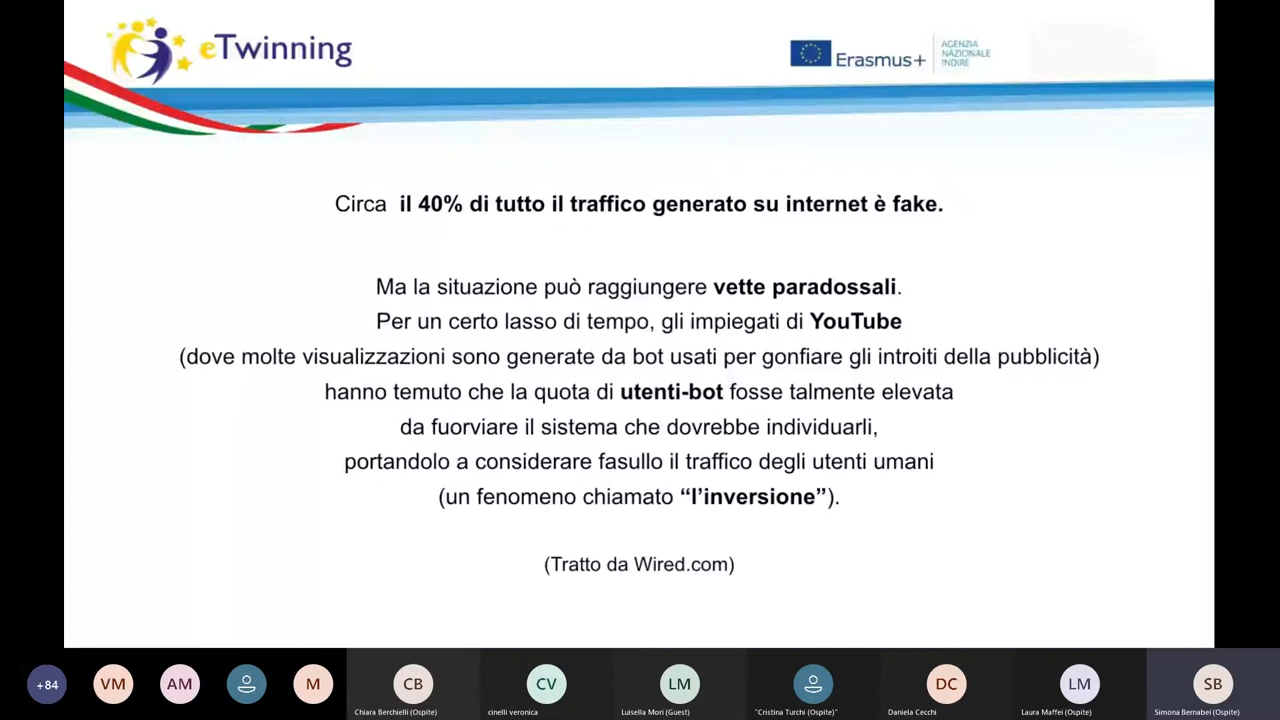 eTwinning
Erasmus+
AGENZIA
NAZIONALE
INDIRE
Circa il 40% di tutto il traffico generato su internet è fake.
Ma la situazione può raggiungere vette paradossali.
Per un certo lasso di tempo, gli impiegati di YouTube
(dove molte visualizzazioni sono generate da bot usati per gonfiare gli introiti della pubblicità)
hanno temuto che la quota di utenti-bot fosse talmente elevata
da fuorviare il sistema che dovrebbe individuarli,
portandolo a considerare fasullo il traffico degli utenti umani
(un fenomeno chiamato “l’inversione”).
(Tratto da Wired.com)
+84
VM
AM
M
CB
CV
LM
DC
LM
SB
Chiara Berchielli (Ospite)
cinelli veronica
Luisella Mori (Guest)
"Cristina Turchi (Ospite)"
Daniela Cecchi
Laura Maffei (Ospite)
Simona Bernabei (Ospite)